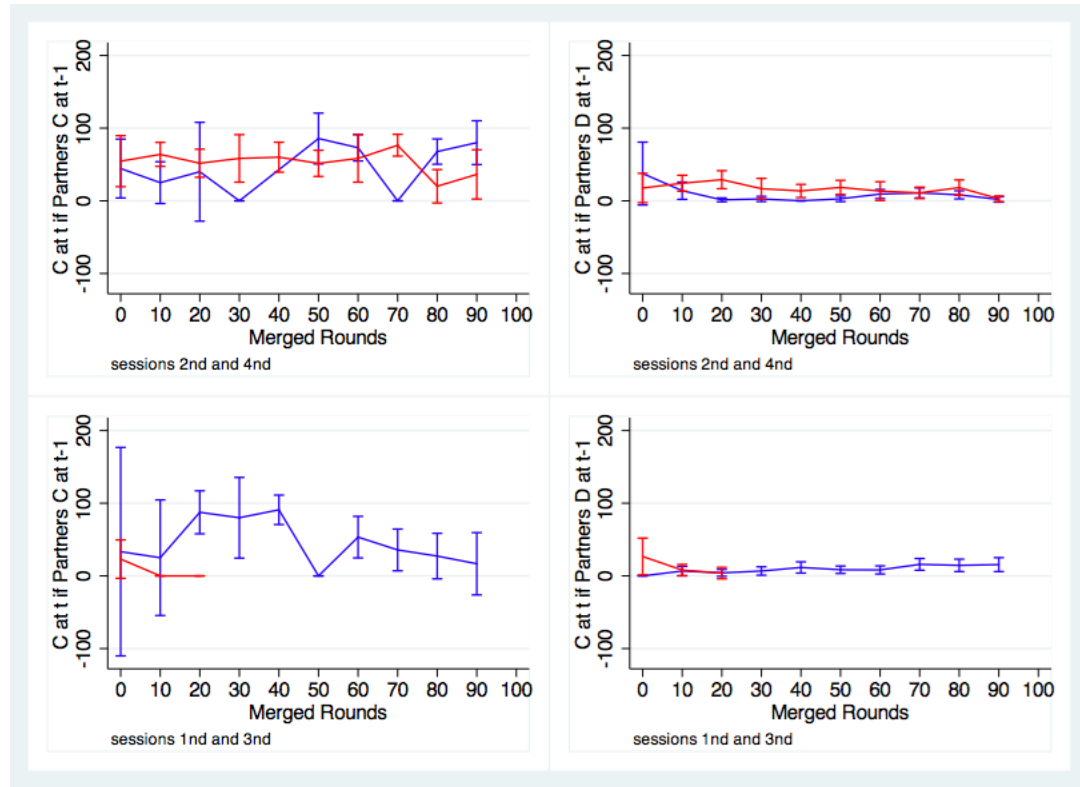 C at t if Partners C at t-1
200
100
0
-100
0 10 20 30 40 50 60 70 80 90 100
Merged Rounds
sessions 2nd and 4nd
C at t if Partners D at t-1
200
100
0
-100
0 10 20 30 40 50 60 70 80 90 100
Merged Rounds
sessions 2nd and 4nd
C at t if Partners C at t-1
200
100
0
-100
0 10 20 30 40 50 60 70 80 90 100
Merged Rounds
sessions 1nd and 3nd
C at t if Partners D at t-1
200
100
0
-100
0 10 20 30 40 50 60 70 80 90 100
Merged Rounds
sessions 1nd and 3nd